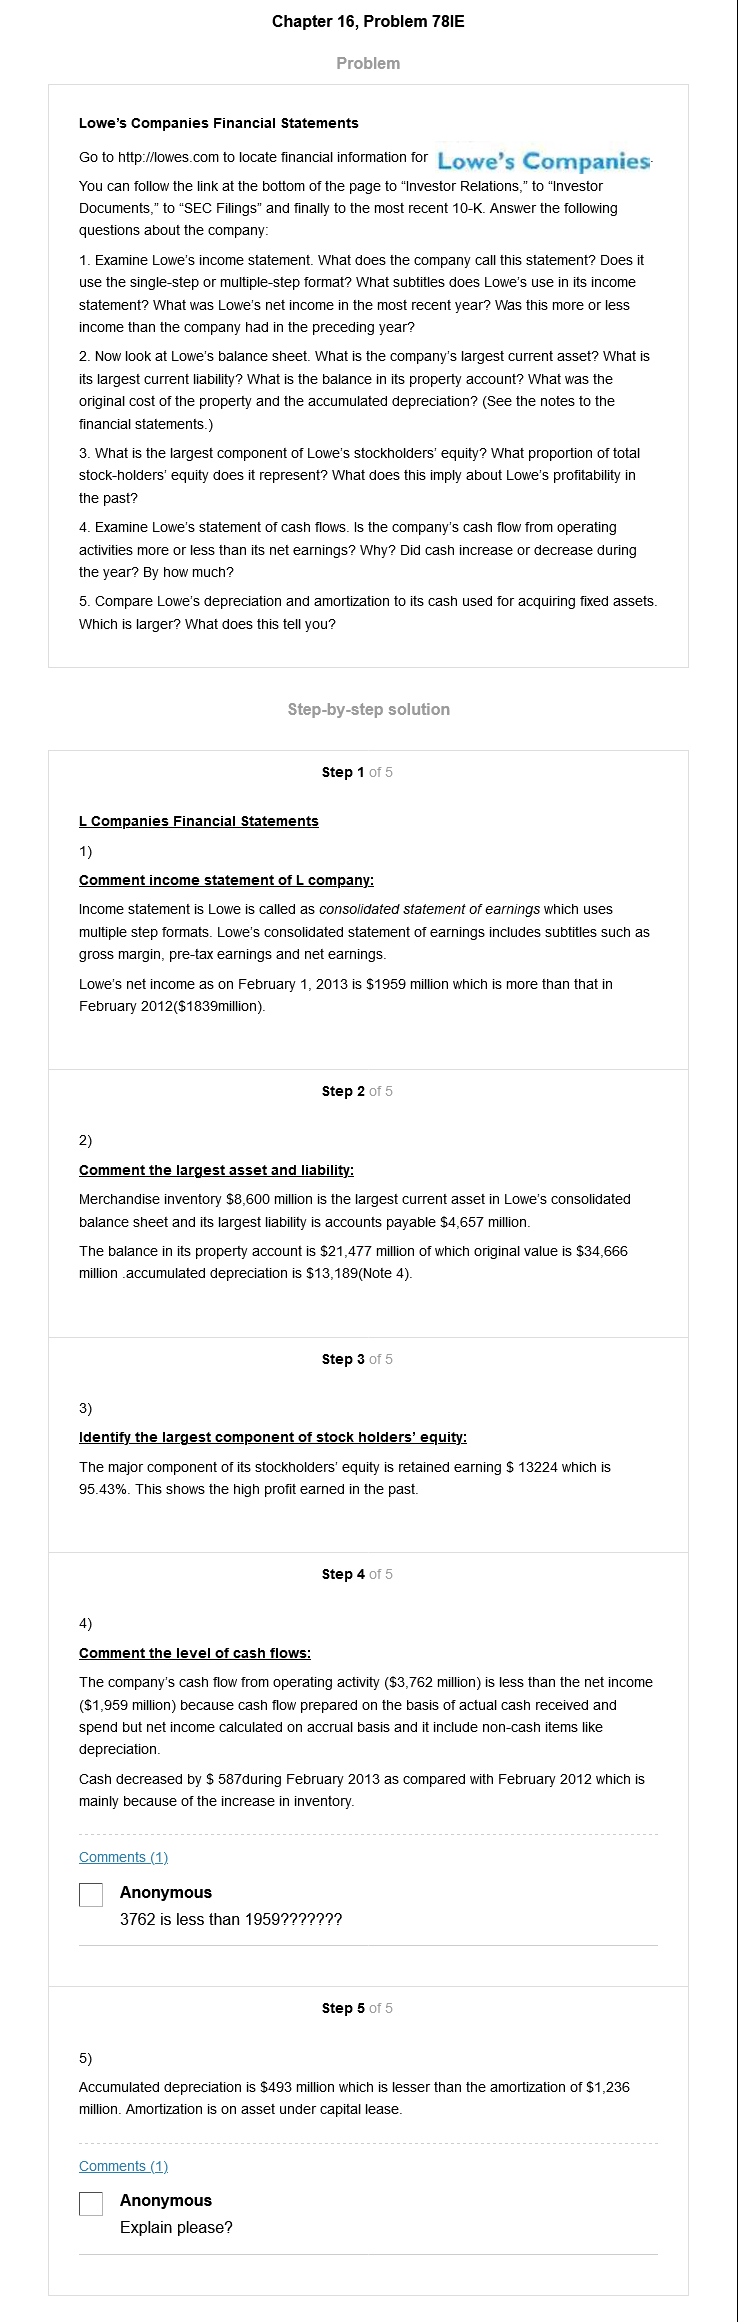 Chapter 16, Problem 78IE
Problem
Lowe's Companies Financial Statements
Go to http://lowes.com to locate financial information for Lowe's Companies.
You can follow the link at the bottom of the page to “Investor Relations,” to “Investor
Documents,” to “SEC Filings” and finally to the most recent 10-K. Answer the following
questions about the company:
1. Examine Lowe's income statement. What does the company call this statement? Does it
use the single-step or multiple-step format? What subtitles does Lowe's use in its income
statement? What was Lowe's net income in the most recent year? Was this more or less
income than the company had in the preceding year?
2. Now look at Lowe's balance sheet. What is the company's largest current asset? What is
its largest current liability? What is the balance in its property account? What was the
original cost of the property and the accumulated depreciation? (See the notes to the
financial statements.)
3. What is the largest component of Lowe's stockholders' equity? What proportion of total
stock-holders' equity does it represent? What does this imply about Lowe's profitability in
the past?
4. Examine Lowe's statement of cash flows. Is the company's cash flow from operating
activities more or less than its net earnings? Why? Did cash increase or decrease during
the year? By how much?
5. Compare Lowe's depreciation and amortization to its cash used for acquiring fixed assets.
Which is larger? What does this tell you?
Step-by-step solution
Step 1 of 5
L Companies Financial Statements
1)
Comment income statement of L company:
Income statement is Lowe is called as consolidated statement of earnings which uses
multiple step formats. Lowe's consolidated statement of earnings includes subtitles such as
gross margin, pre-tax earnings and net earnings.
Lowe's net income as on February 1, 2013 is $1959 million which is more than that in
February 2012($1839million).
Step 2 of 5
2)
Comment the largest asset and liability:
Merchandise inventory $8,600 million is the largest current asset in Lowe's consolidated
balance sheet and its largest liability is accounts payable $4,657 million.
The balance in its property account is $21,477 million of which original value is $34,666
million .accumulated depreciation is $13,189(Note 4).
Step 3 of 5
3)
Identify the largest component of stock holders' equity:
The major component of its stockholders' equity is retained earning $ 13224 which is
95.43%. This shows the high profit earned in the past.
Step 4 of 5
4)
Comment the level of cash flows:
The company's cash flow from operating activity ($3,762 million) is less than the net income
($1,959 million) because cash flow prepared on the basis of actual cash received and
spend but net income calculated on accrual basis and it include non-cash items like
depreciation.
Cash decreased by $ 587during February 2013 as compared with February 2012 which is
mainly because of the increase in inventory.
Comments (1)
Anonymous
3762 is less than 1959???????
Step 5 of 5
5)
Accumulated depreciation is $493 million which is lesser than the amortization of $1,236
million. Amortization is on asset under capital lease.
Comments (1)
Anonymous
Explain please?